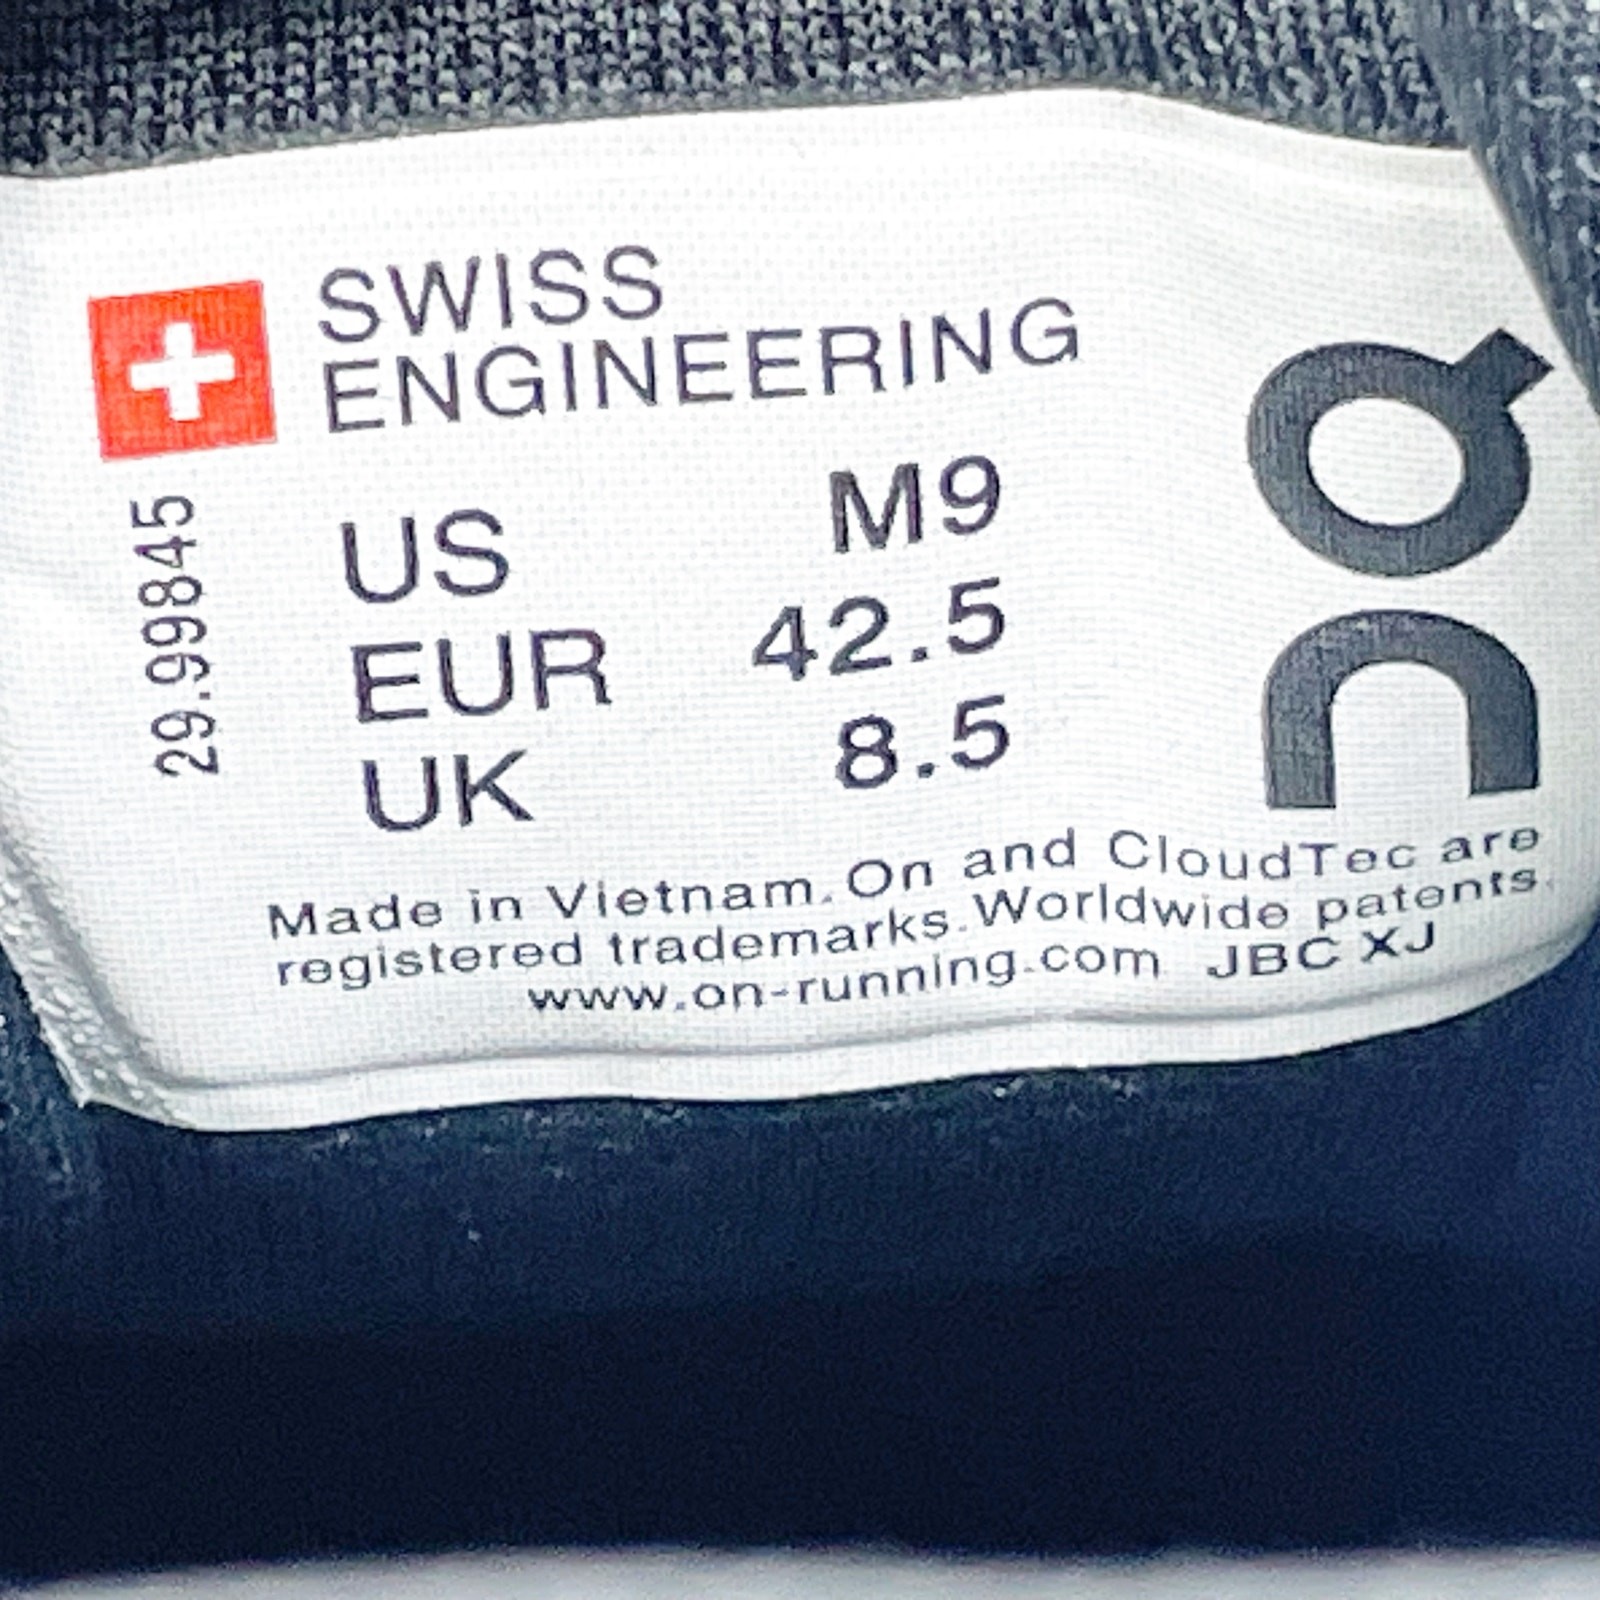 SWISS
ENGINEERING
29.99845
US M9
EUR 42.5
UK 8.5
On
Made in Vietnam. On and CloudTec are
registered trademarks. Worldwide patents.
www.on-running.com JBC XJ